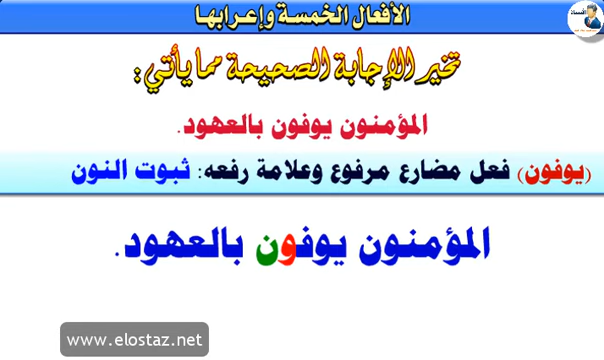 الأفعال الخمسة وإعرابها
تخير الإجابة الصحيحة مما يأتي:
المؤمنون يوفون بالعهود.
(يوفون) فعل مضارع مرفوع وعلامة رفعه: ثبوت النون
المؤمنون يوفون بالعهود.
www.elostaz.net